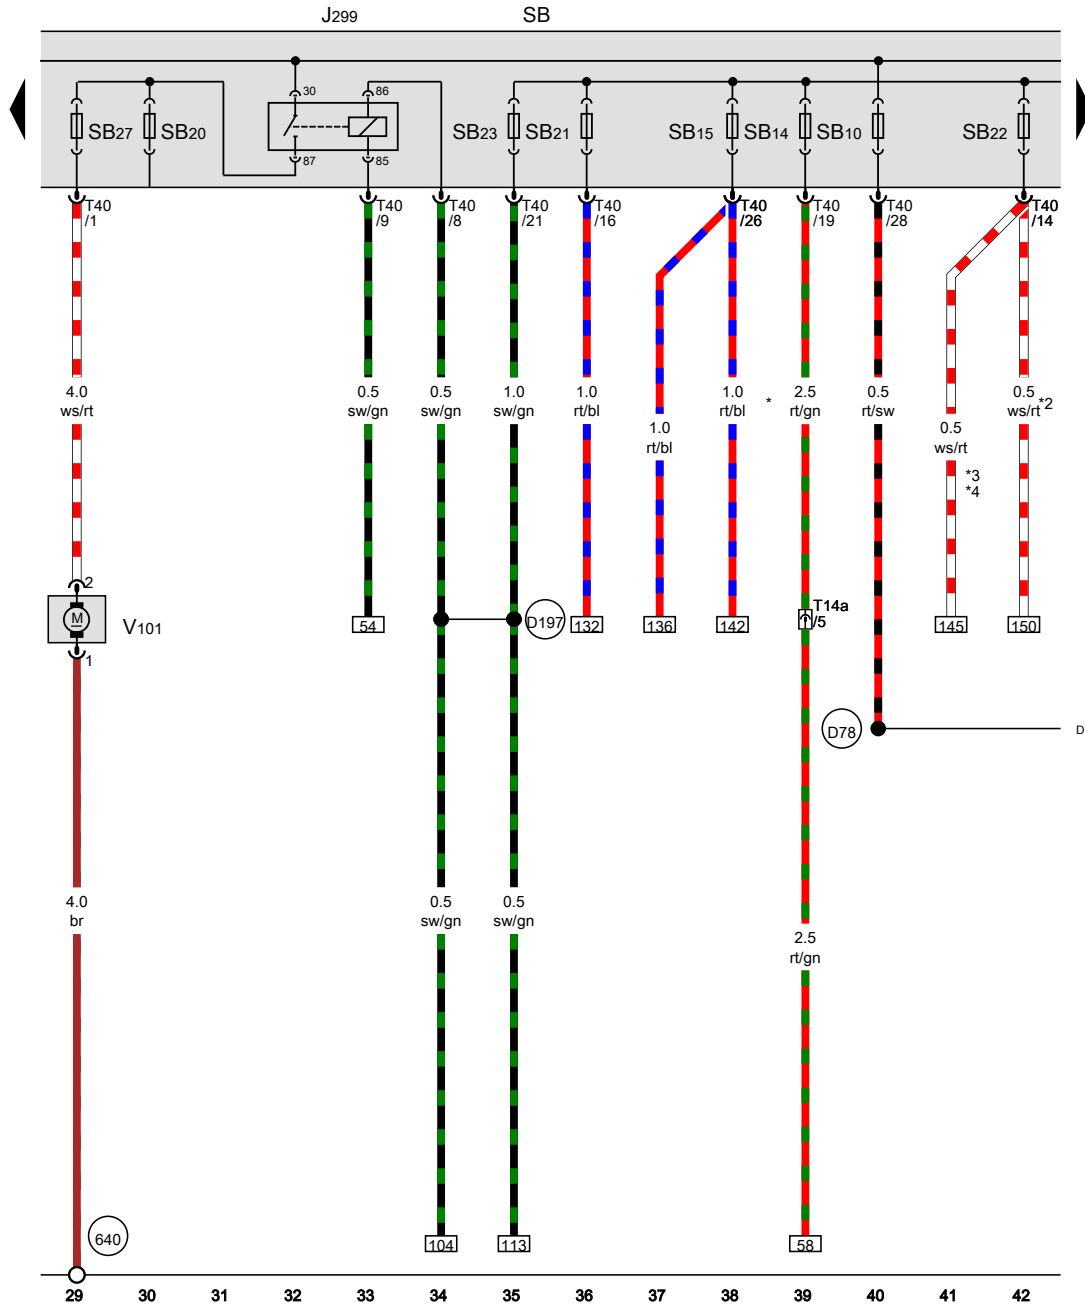 J299 SB
30 86
SB27 SB20 SB23 SB21 SB15 SB14 SB10 SB22
87 85
T40 T40 T40 T40 T40 T40 T40 T40 T40
/1 /9 /8 /21 /16 /26 /19 /28 /14
4.0 0.5 0.5 1.0 1.0 1.0 2.5 0.5 0.5
ws/rt sw/gn sw/gn sw/gn rt/bl rt/bl * rt/gn rt/sw ws/rt *2
1.0 0.5
rt/bl ws/rt
*3
*4
2
M V101
T14a
/5
54 D197 132 136 142 145 150
1
D78 D
4.0 0.5 0.5
br sw/gn sw/gn
2.5
rt/gn
640 104 113 58
29 30 31 32 33 34 35 36 37 38 39 40 41 42